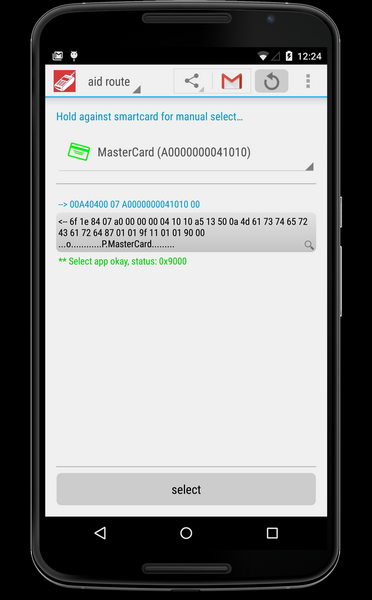 12:24
aid route
Hold against smartcard for manual select...
MasterCard (A0000000041010)
--> 00A40400 07 A0000000041010 00
<-- 6f 1e 84 07 a0 00 00 00 04 10 10 a5 13 50 0a 4d 61 73 74 65 72
43 61 72 64 87 01 01 9f 11 01 01 90 00
...o............P.MasterCard.........
** Select app okay, status: 0x9000
select